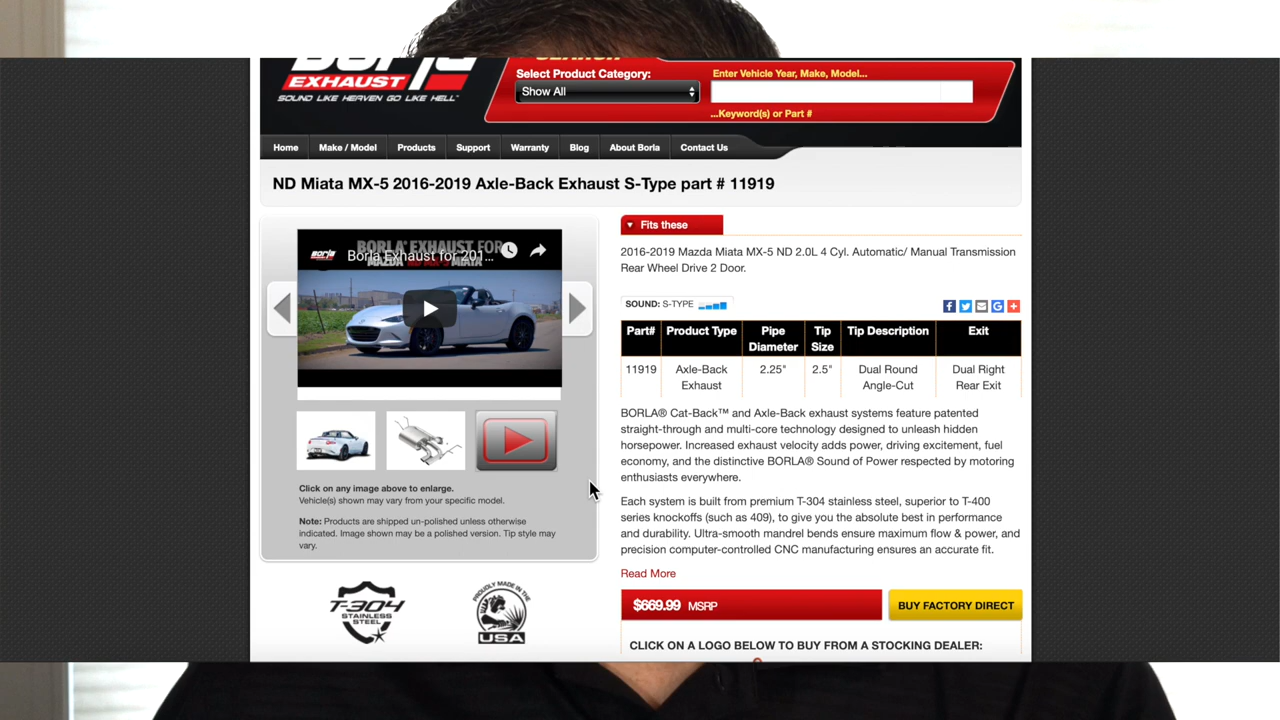 Borla
EXHAUST
SOUND LIKE HEAVEN GO LIKE HELL
SEARCH
Select Product Category:
Enter Vehicle Year, Make, Model...
Show All
...Keyword(s) or Part #
Home
Make / Model
Products
Support
Warranty
Blog
About Borla
Contact Us
ND Miata MX-5 2016-2019 Axle-Back Exhaust S-Type part # 11919
BORLA EXHAUST FOR
Borla Exhaust for 201...
MAZDA ND MX-5 MIATA
Click on any image above to enlarge.
Vehicle(s) shown may vary from your specific model.
Note: Products are shipped un-polished unless otherwise
indicated. Image shown may be a polished version. Tip style may
vary.
T-304
STAINLESS
STEEL
PROUDLY MADE IN THE
USA
Fits these
2016-2019 Mazda Miata MX-5 ND 2.0L 4 Cyl. Automatic/ Manual Transmission
Rear Wheel Drive 2 Door.
SOUND: S-TYPE
Part# Product Type Pipe Diameter Tip Size Tip Description Exit
11919 Axle-Back Exhaust 2.25" 2.5" Dual Round Angle-Cut Dual Right Rear Exit
BORLA® Cat-Back™ and Axle-Back exhaust systems feature patented
straight-through and multi-core technology designed to unleash hidden
horsepower. Increased exhaust velocity adds power, driving excitement, fuel
economy, and the distinctive BORLA® Sound of Power respected by motoring
enthusiasts everywhere.
Each system is built from premium T-304 stainless steel, superior to T-400
series knockoffs (such as 409), to give you the absolute best in performance
and durability. Ultra-smooth mandrel bends ensure maximum flow & power, and
precision computer-controlled CNC manufacturing ensures an accurate fit.
Read More
$669.99 MSRP
BUY FACTORY DIRECT
CLICK ON A LOGO BELOW TO BUY FROM A STOCKING DEALER: